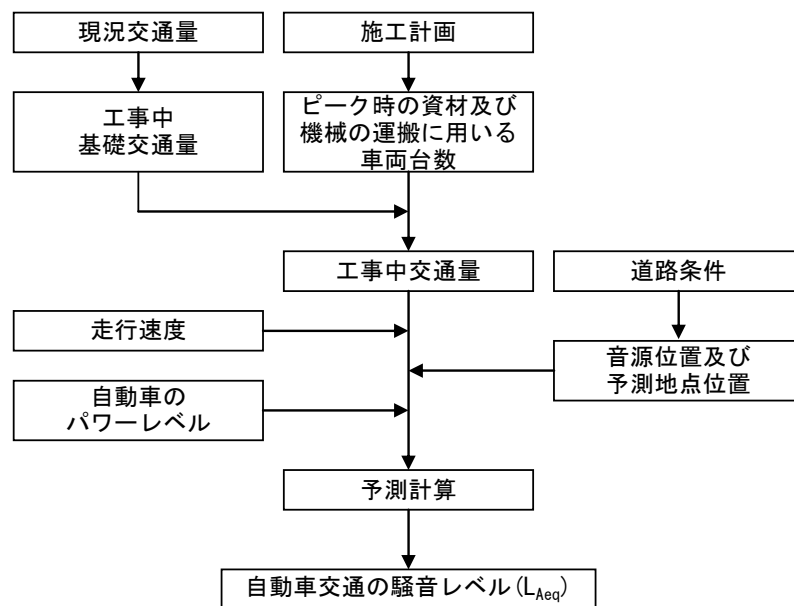 現況交通量
施工計画
工事中
基礎交通量
ピーク時の資材及び
機械の運搬に用いる
車両台数
工事中交通量
道路条件
走行速度
音源位置及び
予測地点位置
自動車の
パワーレベル
予測計算
自動車交通の騒音レベル(LAeq)